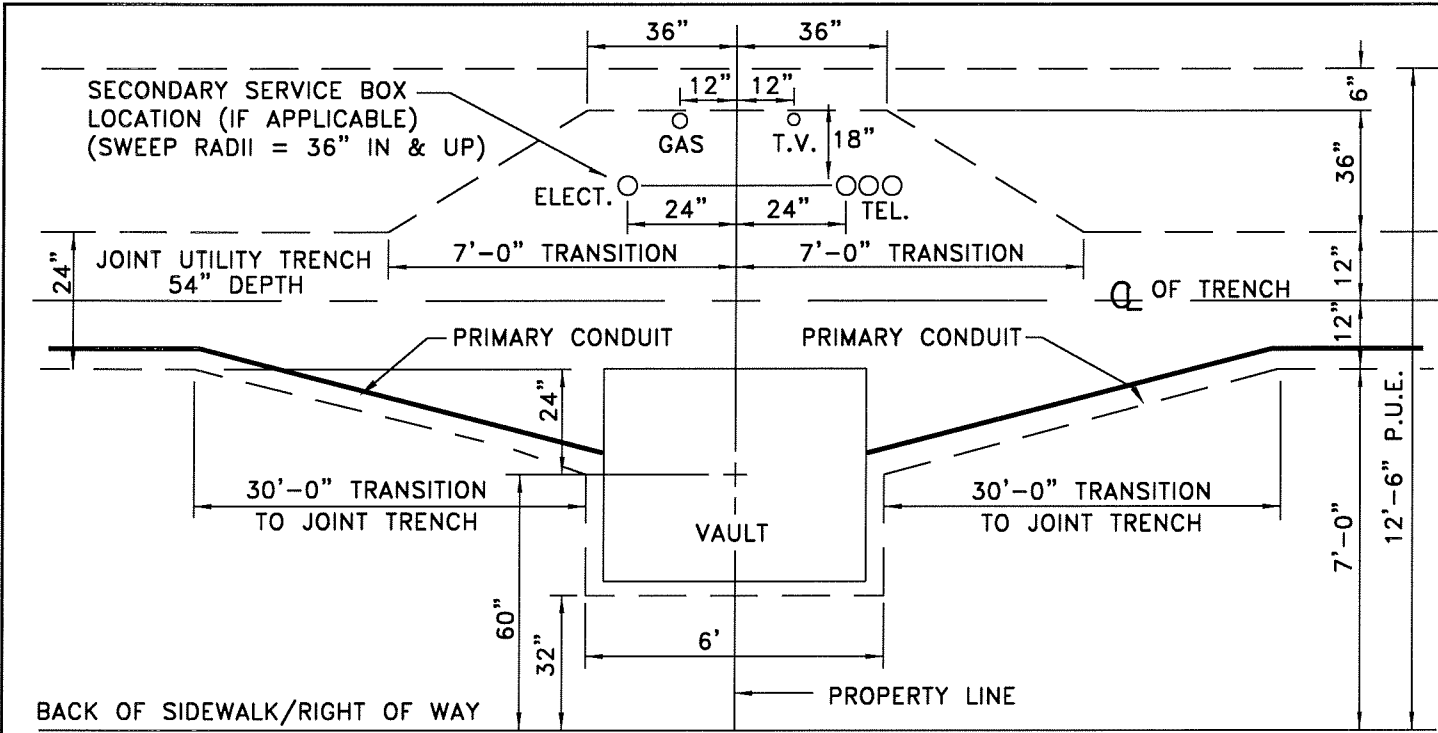 36" 36"
12" 12"
6"
SECONDARY SERVICE BOX
LOCATION (IF APPLICABLE)
(SWEEP RADII = 36" IN & UP)
GAS T.V. 18"
36"
ELECT. TEL.
24" 24"
24"
JOINT UTILITY TRENCH
54" DEPTH
7'-0" TRANSITION 7'-0" TRANSITION
12"
CL OF TRENCH
12"
PRIMARY CONDUIT PRIMARY CONDUIT
24"
30'-0" TRANSITION
TO JOINT TRENCH
30'-0" TRANSITION
TO JOINT TRENCH
VAULT
7'-0"
12'-6" P.U.E.
60"
32"
6'
PROPERTY LINE
BACK OF SIDEWALK/RIGHT OF WAY